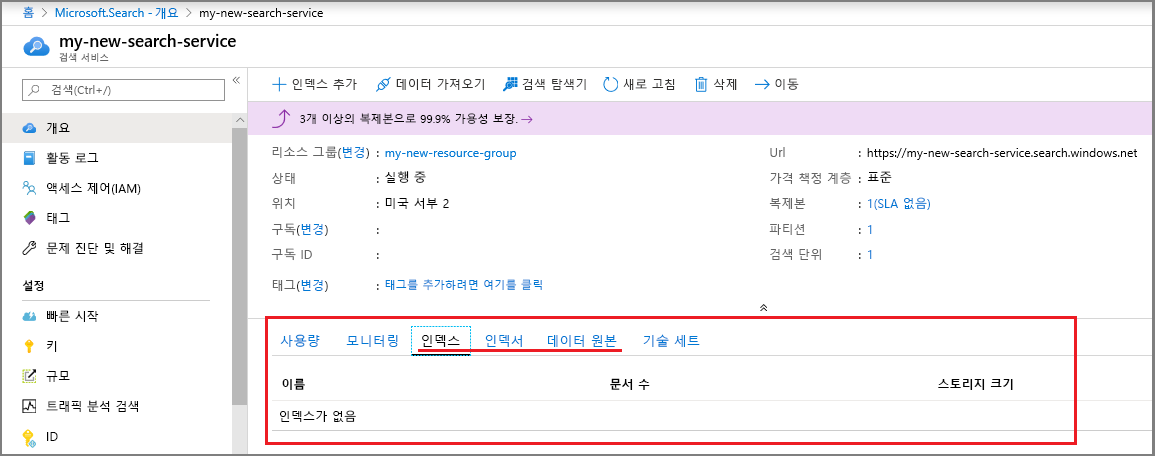 홈 > Microsoft.Search - 개요 > my-new-search-service
my-new-search-service
검색 서비스
검색(Ctrl+/)
«
개요
활동 로그
액세스 제어(IAM)
태그
문제 진단 및 해결
설정
빠른 시작
키
규모
트래픽 분석 검색
ID
인덱스 추가 데이터 가져오기 검색 탐색기 새로 고침 삭제 이동
3개 이상의 복제본으로 99.9% 가용성 보장. →
리소스 그룹(변경) : my-new-resource-group
상태 : 실행 중
위치 : 미국 서부 2
구독(변경) :
구독 ID :
태그(변경) : 태그를 추가하려면 여기를 클릭
Url : https://my-new-search-service.search.windows.net
가격 책정 계층 : 표준
복제본 : 1(SLA 없음)
파티션 : 1
검색 단위 : 1
사용량 모니터링 인덱스 인덱서 데이터 원본 기술 세트
이름 문서 수 스토리지 크기
인덱스가 없음